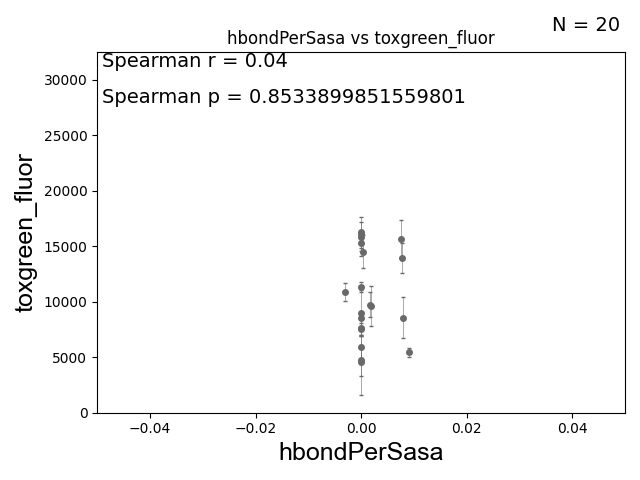 N = 20
hbondPerSasa vs toxgreen_fluor
Spearman r = 0.04
Spearman p = 0.8533899851559801
30000
25000
20000
15000
10000
5000
0
toxgreen_fluor
−0.04
−0.02
0.00
0.02
0.04
hbondPerSasa